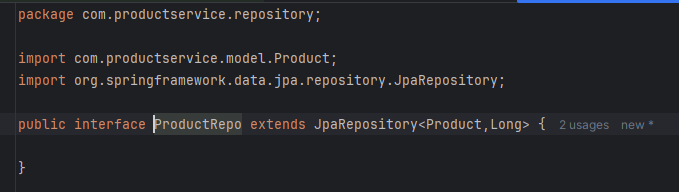 package com.productservice.repository;
import com.productservice.model.Product;
import org.springframework.data.jpa.repository.JpaRepository;
public interface ProductRepo extends JpaRepository<Product,Long> { 2 usages new *
}